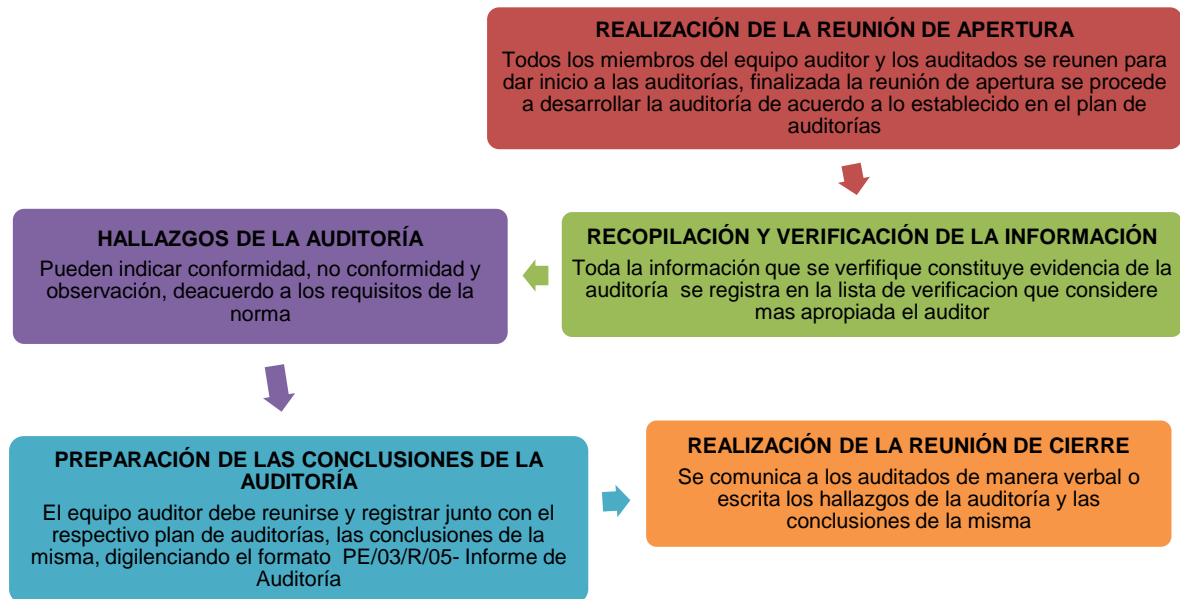 REALIZACIÓN DE LA REUNIÓN DE APERTURA
Todos los miembros del equipo auditor y los auditados se reunen para
dar inicio a las auditorías, finalizada la reunión de apertura se procede
a desarrollar la auditoría de acuerdo a lo establecido en el plan de
auditorías
RECOPILACIÓN Y VERIFICACIÓN DE LA INFORMACIÓN
Toda la información que se verfifique constituye evidencia de la
auditoría se registra en la lista de verificacion que considere
mas apropiada el auditor
HALLAZGOS DE LA AUDITORÍA
Pueden indicar conformidad, no conformidad y
observación, deacuerdo a los requisitos de la
norma
PREPARACIÓN DE LAS CONCLUSIONES DE LA
AUDITORÍA
El equipo auditor debe reunirse y registrar junto con el
respectivo plan de auditorías, las conclusiones de la
misma, digilenciando el formato PE/03/R/05- Informe de
Auditoría
REALIZACIÓN DE LA REUNIÓN DE CIERRE
Se comunica a los auditados de manera verbal o
escrita los hallazgos de la auditoría y las
conclusiones de la misma